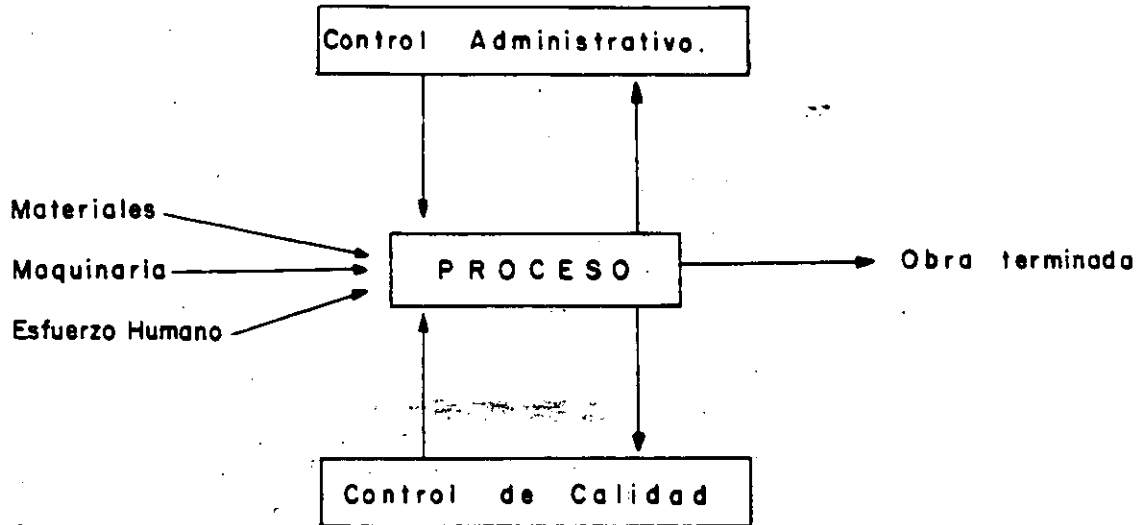 Control Administrativo.
Materiales
Maquinaria
Esfuerzo Humano
PROCESO
Obra terminada
Control de Calidad